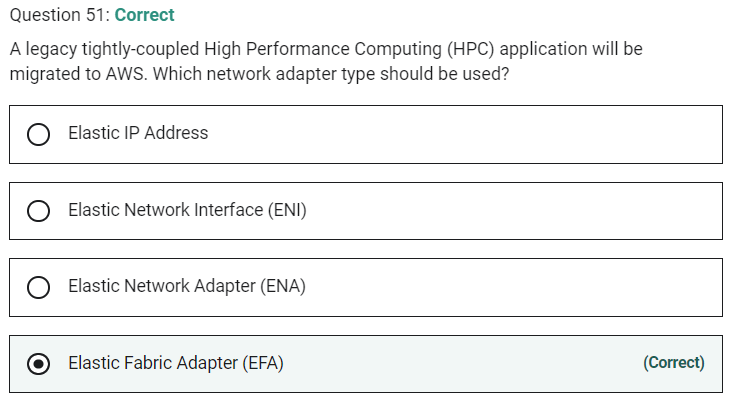 Question 51: Correct
A legacy tightly-coupled High Performance Computing (HPC) application will be
migrated to AWS. Which network adapter type should be used?
Elastic IP Address
Elastic Network Interface (ENI)
Elastic Network Adapter (ENA)
Elastic Fabric Adapter (EFA) (Correct)